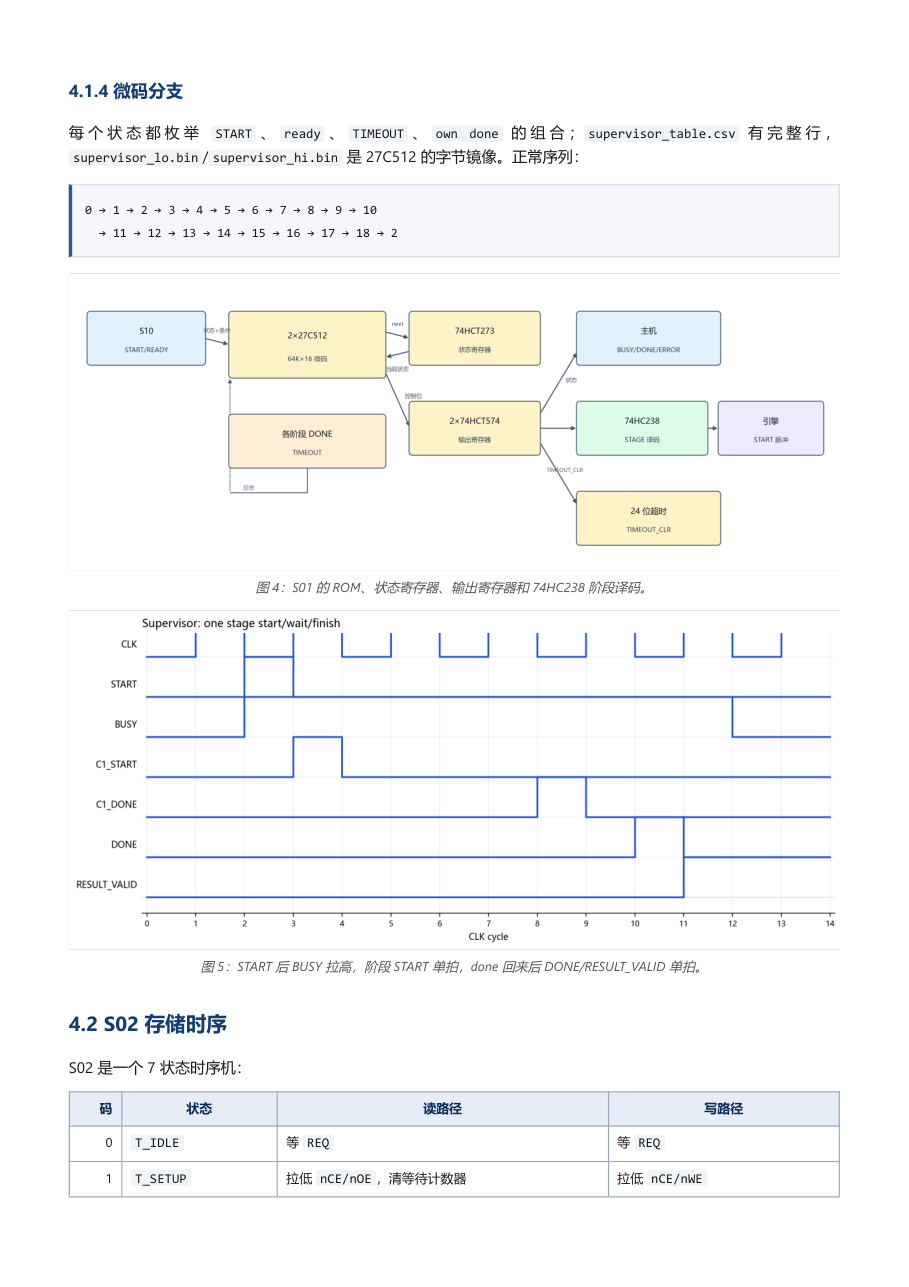 4.1.4 微码分支
每个状态都枚举 START 、 ready 、 TIMEOUT 、 own done 的组合；supervisor_table.csv 有完整行，
supervisor_lo.bin / supervisor_hi.bin 是 27C512 的字节镜像。正常序列：
0 → 1 → 2 → 3 → 4 → 5 → 6 → 7 → 8 → 9 → 10
→ 11 → 12 → 13 → 14 → 15 → 16 → 17 → 18 → 2
S10
START/READY
状态+条件
2×27C512
64K×16 微码
next
当前状态
74HCT273
状态寄存器
主机
BUSY/DONE/ERROR
状态
控制位
各阶段 DONE
TIMEOUT
反馈
2×74HCT574
输出寄存器
74HC238
STAGE 译码
引擎
START 脉冲
TIMEOUT_CLR
24 位超时
TIMEOUT_CLR
图 4：S01 的 ROM、状态寄存器、输出寄存器和 74HC238 阶段译码。
Supervisor: one stage start/wait/finish
CLK
START
BUSY
C1_START
C1_DONE
DONE
RESULT_VALID
0 1 2 3 4 5 6 7 8 9 10 11 12 13 14
CLK cycle
图 5：START 后 BUSY 拉高，阶段 START 单拍，done 回来后 DONE/RESULT_VALID 单拍。
4.2 S02 存储时序
S02 是一个 7 状态时序机：
码 状态 读路径 写路径
0 T_IDLE 等 REQ 等 REQ
1 T_SETUP 拉低 nCE/nOE，清等待计数器 拉低 nCE/nWE